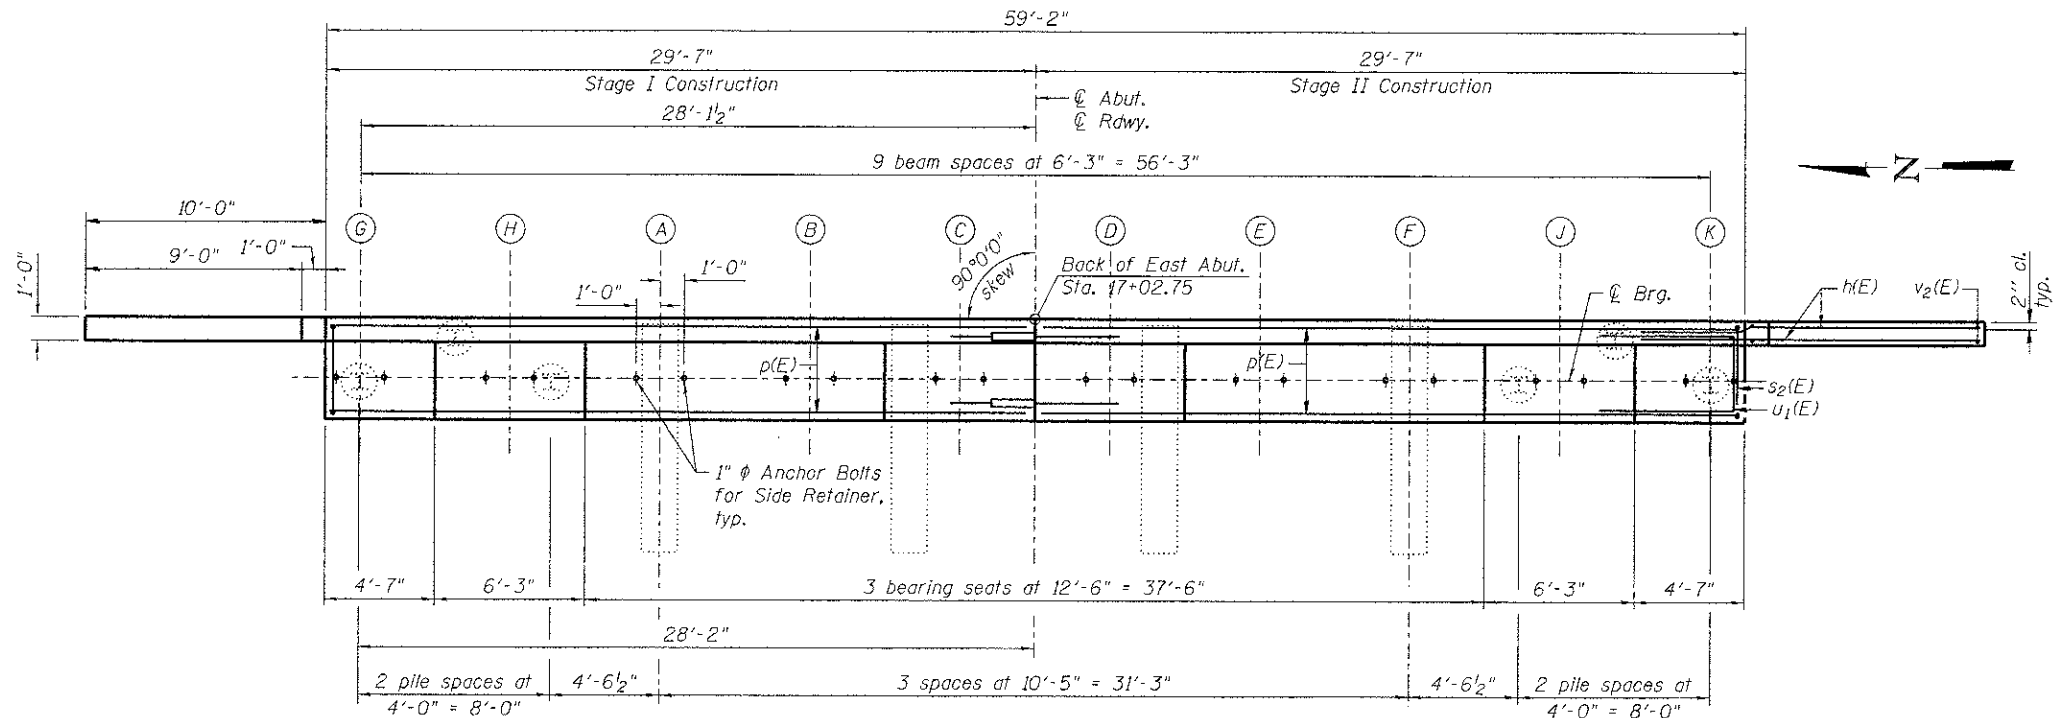 59'-2"
29'-7"
Stage I Construction
29'-7"
Stage II Construction
28'-1½"
℄ Abut.
℄ Rdwy.
9 beam spaces at 6'-3" = 56'-3"
N
10'-0"
9'-0"
1'-0"
1'-0"
G
H
A
B
C
D
E
F
J
K
1'-0"
1'-0"
90°0'0"
skew
Back of East Abut.
Sta. 17+02.75
℄ Brg.
h(E)
v2(E)
2" cl.
typ.
p(E)
p(E)
s2(E)
u1(E)
1" ϕ Anchor Bolts
for Side Retainer,
typ.
4'-7"
6'-3"
3 bearing seats at 12'-6" = 37'-6"
6'-3"
4'-7"
28'-2"
2 pile spaces at
4'-0" = 8'-0"
4'-6½"
3 spaces at 10'-5" = 31'-3"
4'-6½"
2 pile spaces at
4'-0" = 8'-0"